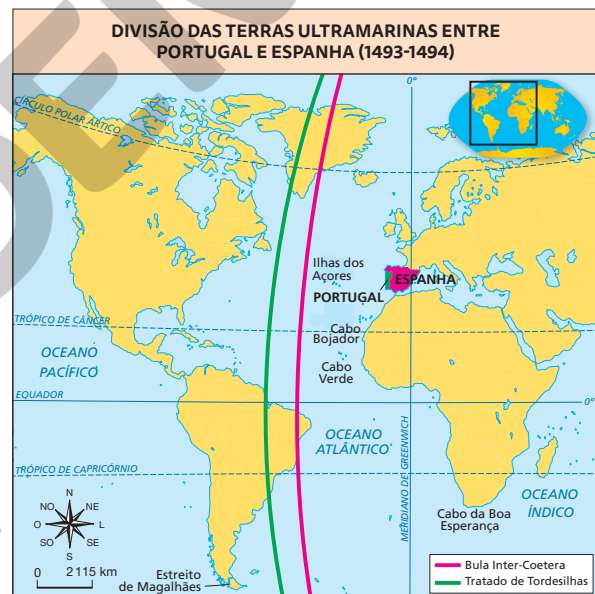 DIVISÃO DAS TERRAS ULTRAMARINAS ENTRE
PORTUGAL E ESPANHA (1493-1494)
0°
CÍRCULO POLAR ÁRTICO
Ilhas dos
Açores
ESPANHA
PORTUGAL
TRÓPICO DE CÂNCER
Cabo
Bojador
OCEANO
PACÍFICO
Cabo
Verde
EQUADOR
0°
OCEANO
ATLÂNTICO
MERIDIANO DE GREENWICH
TRÓPICO DE CAPRICÓRNIO
OCEANO
ÍNDICO
Cabo da Boa
Esperança
N
NO
NE
O
L
SO
SE
S
0
2 115 km
Estreito
de Magalhães
Bula Inter-Coetera
Tratado de Tordesilhas